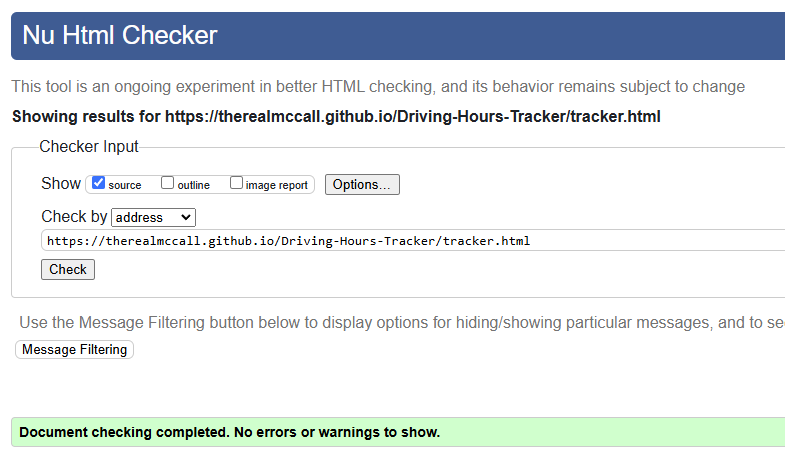 Nu Html Checker
This tool is an ongoing experiment in better HTML checking, and its behavior remains subject to change
Showing results for https://therealmccall.github.io/Driving-Hours-Tracker/tracker.html
Checker Input
Show source outline image report Options...
Check by address
https://therealmccall.github.io/Driving-Hours-Tracker/tracker.html
Check
Use the Message Filtering button below to display options for hiding/showing particular messages, and to se
Message Filtering
Document checking completed. No errors or warnings to show.